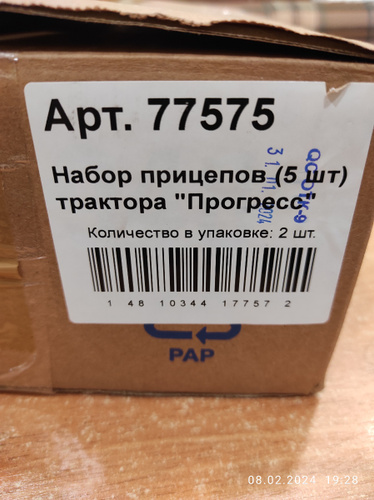 Арт. 77575
Набор прицепов (5 шт)
трактора "Прогресс"
Количество в упаковке: 2 шт.
1 48 10344 17757 2
PAP
08.02.2024 19:28